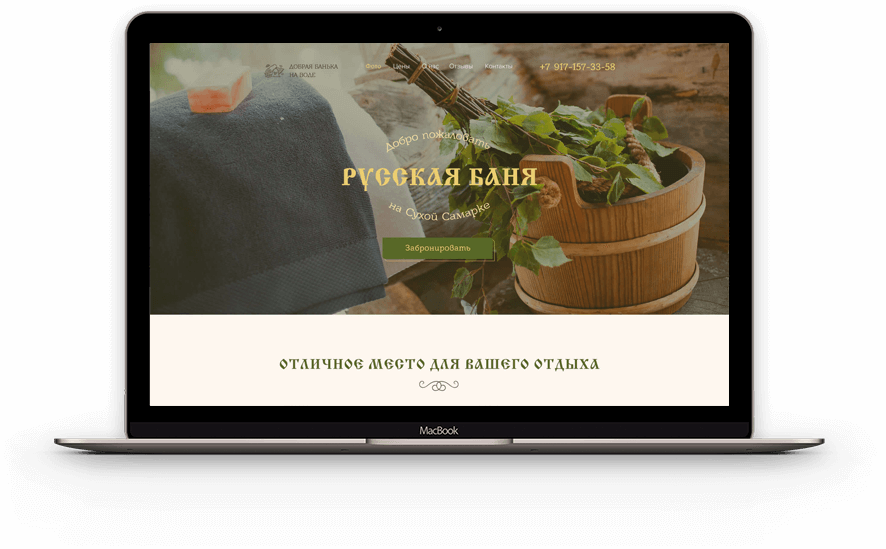 ДОБРАЯ БАНЬКА
НА ВОДЕ
Фото Цены О нас Отзывы Контакты
+7 917-157-33-58
Добро пожаловать
РУССКАЯ БАНЯ
на Сухой Самарке
Забронировать
ОТЛИЧНОЕ МЕСТО ДЛЯ ВАШЕГО ОТДЫХА
MacBook